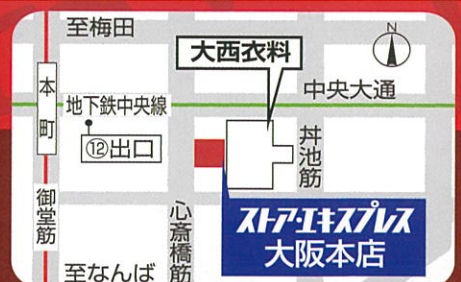 至梅田
N
大西衣料
中央大通
本町
地下鉄中央線
⑫出口
丼池筋
御堂筋
心斎橋筋
ストア・エキスプレス
大阪本店
至なんば